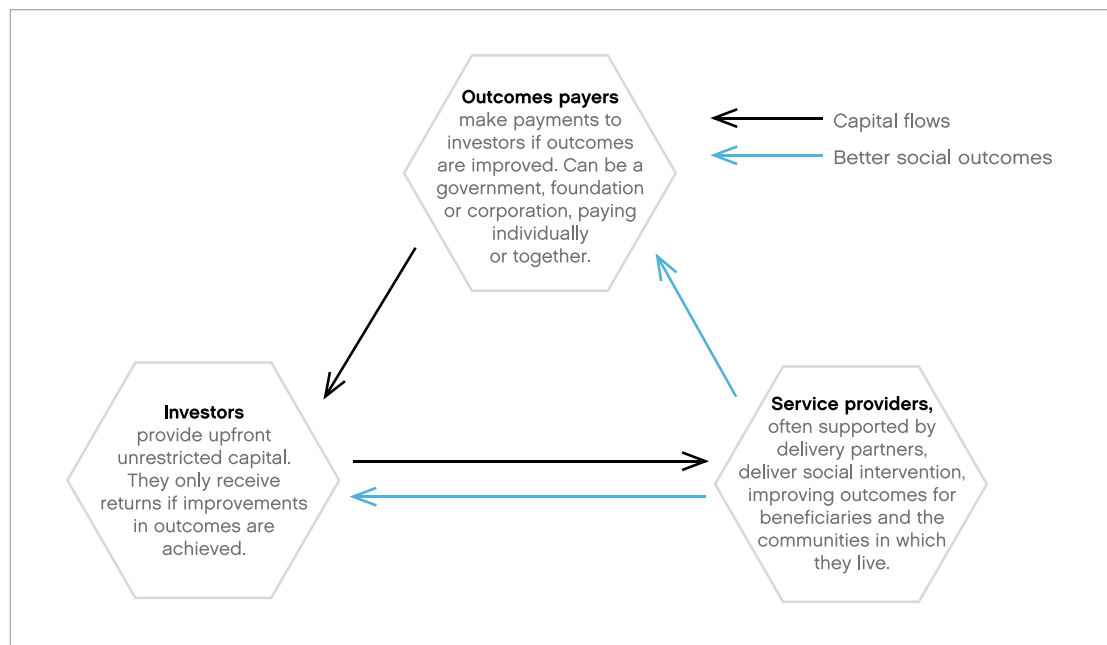 Outcomes payers
make payments to
investors if outcomes
are improved. Can be a
government, foundation
or corporation, paying
individually
or together.
Capital flows
Better social outcomes
Investors
provide upfront
unrestricted capital.
They only receive
returns if improvements
in outcomes are
achieved.
Service providers,
often supported by
delivery partners,
deliver social intervention,
improving outcomes for
beneficiaries and the
communities in which
they live.